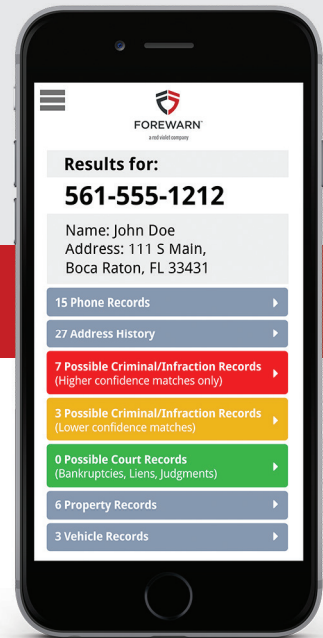 FOREWARN
a red violet company
Results for:
561-555-1212
Name: John Doe
Address: 111 S Main,
Boca Raton, FL 33431
15 Phone Records
27 Address History
7 Possible Criminal/Infraction Records
(Higher confidence matches only)
3 Possible Criminal/Infraction Records
(Lower confidence matches)
0 Possible Court Records
(Bankruptcies, Liens, Judgments)
6 Property Records
3 Vehicle Records